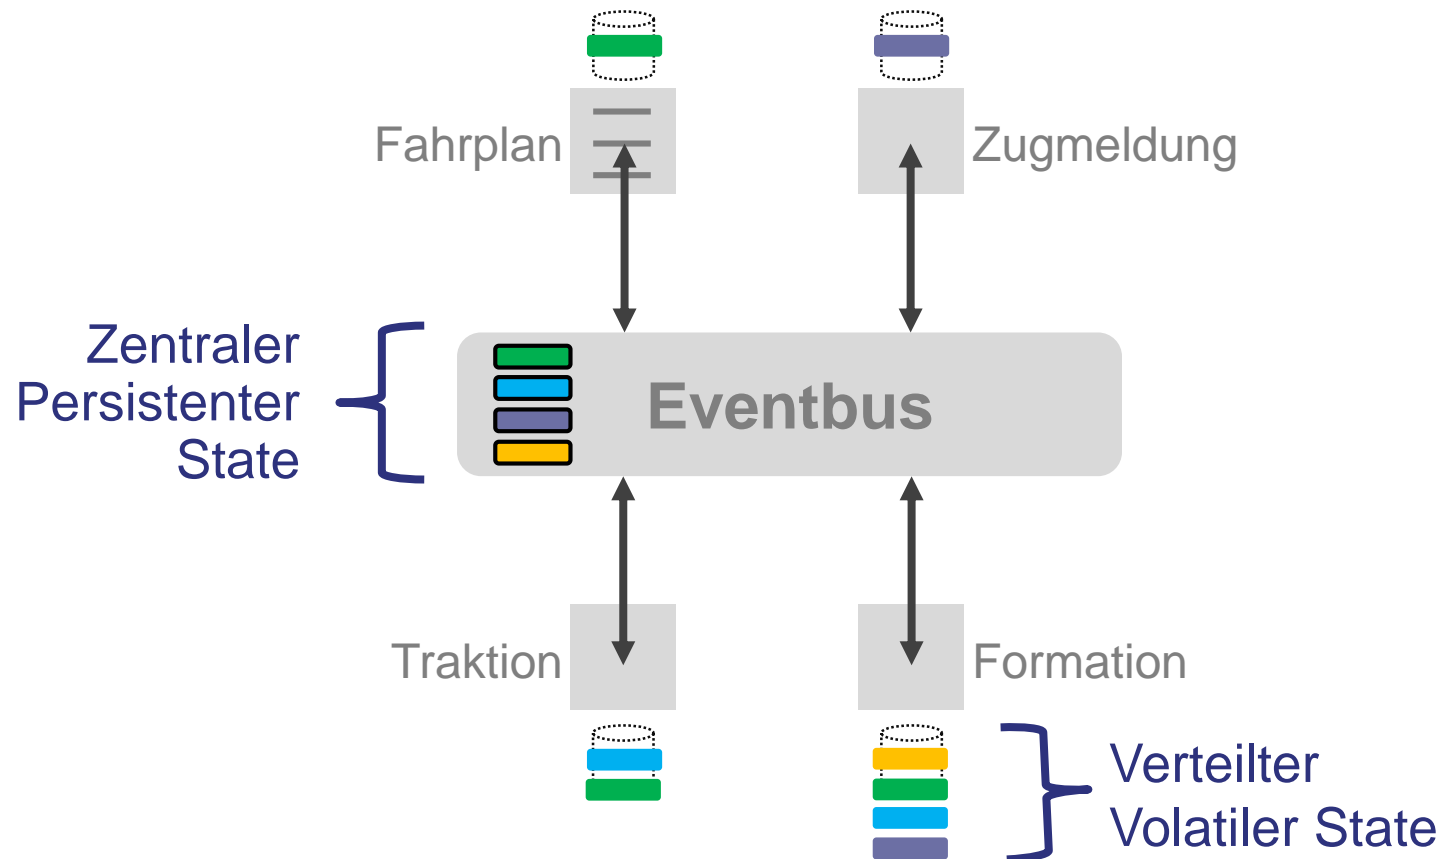 Fahrplan
Zugmeldung
Zentraler
Persistenter
State
Eventbus
Traktion
Formation
Verteilter
Volatiler State